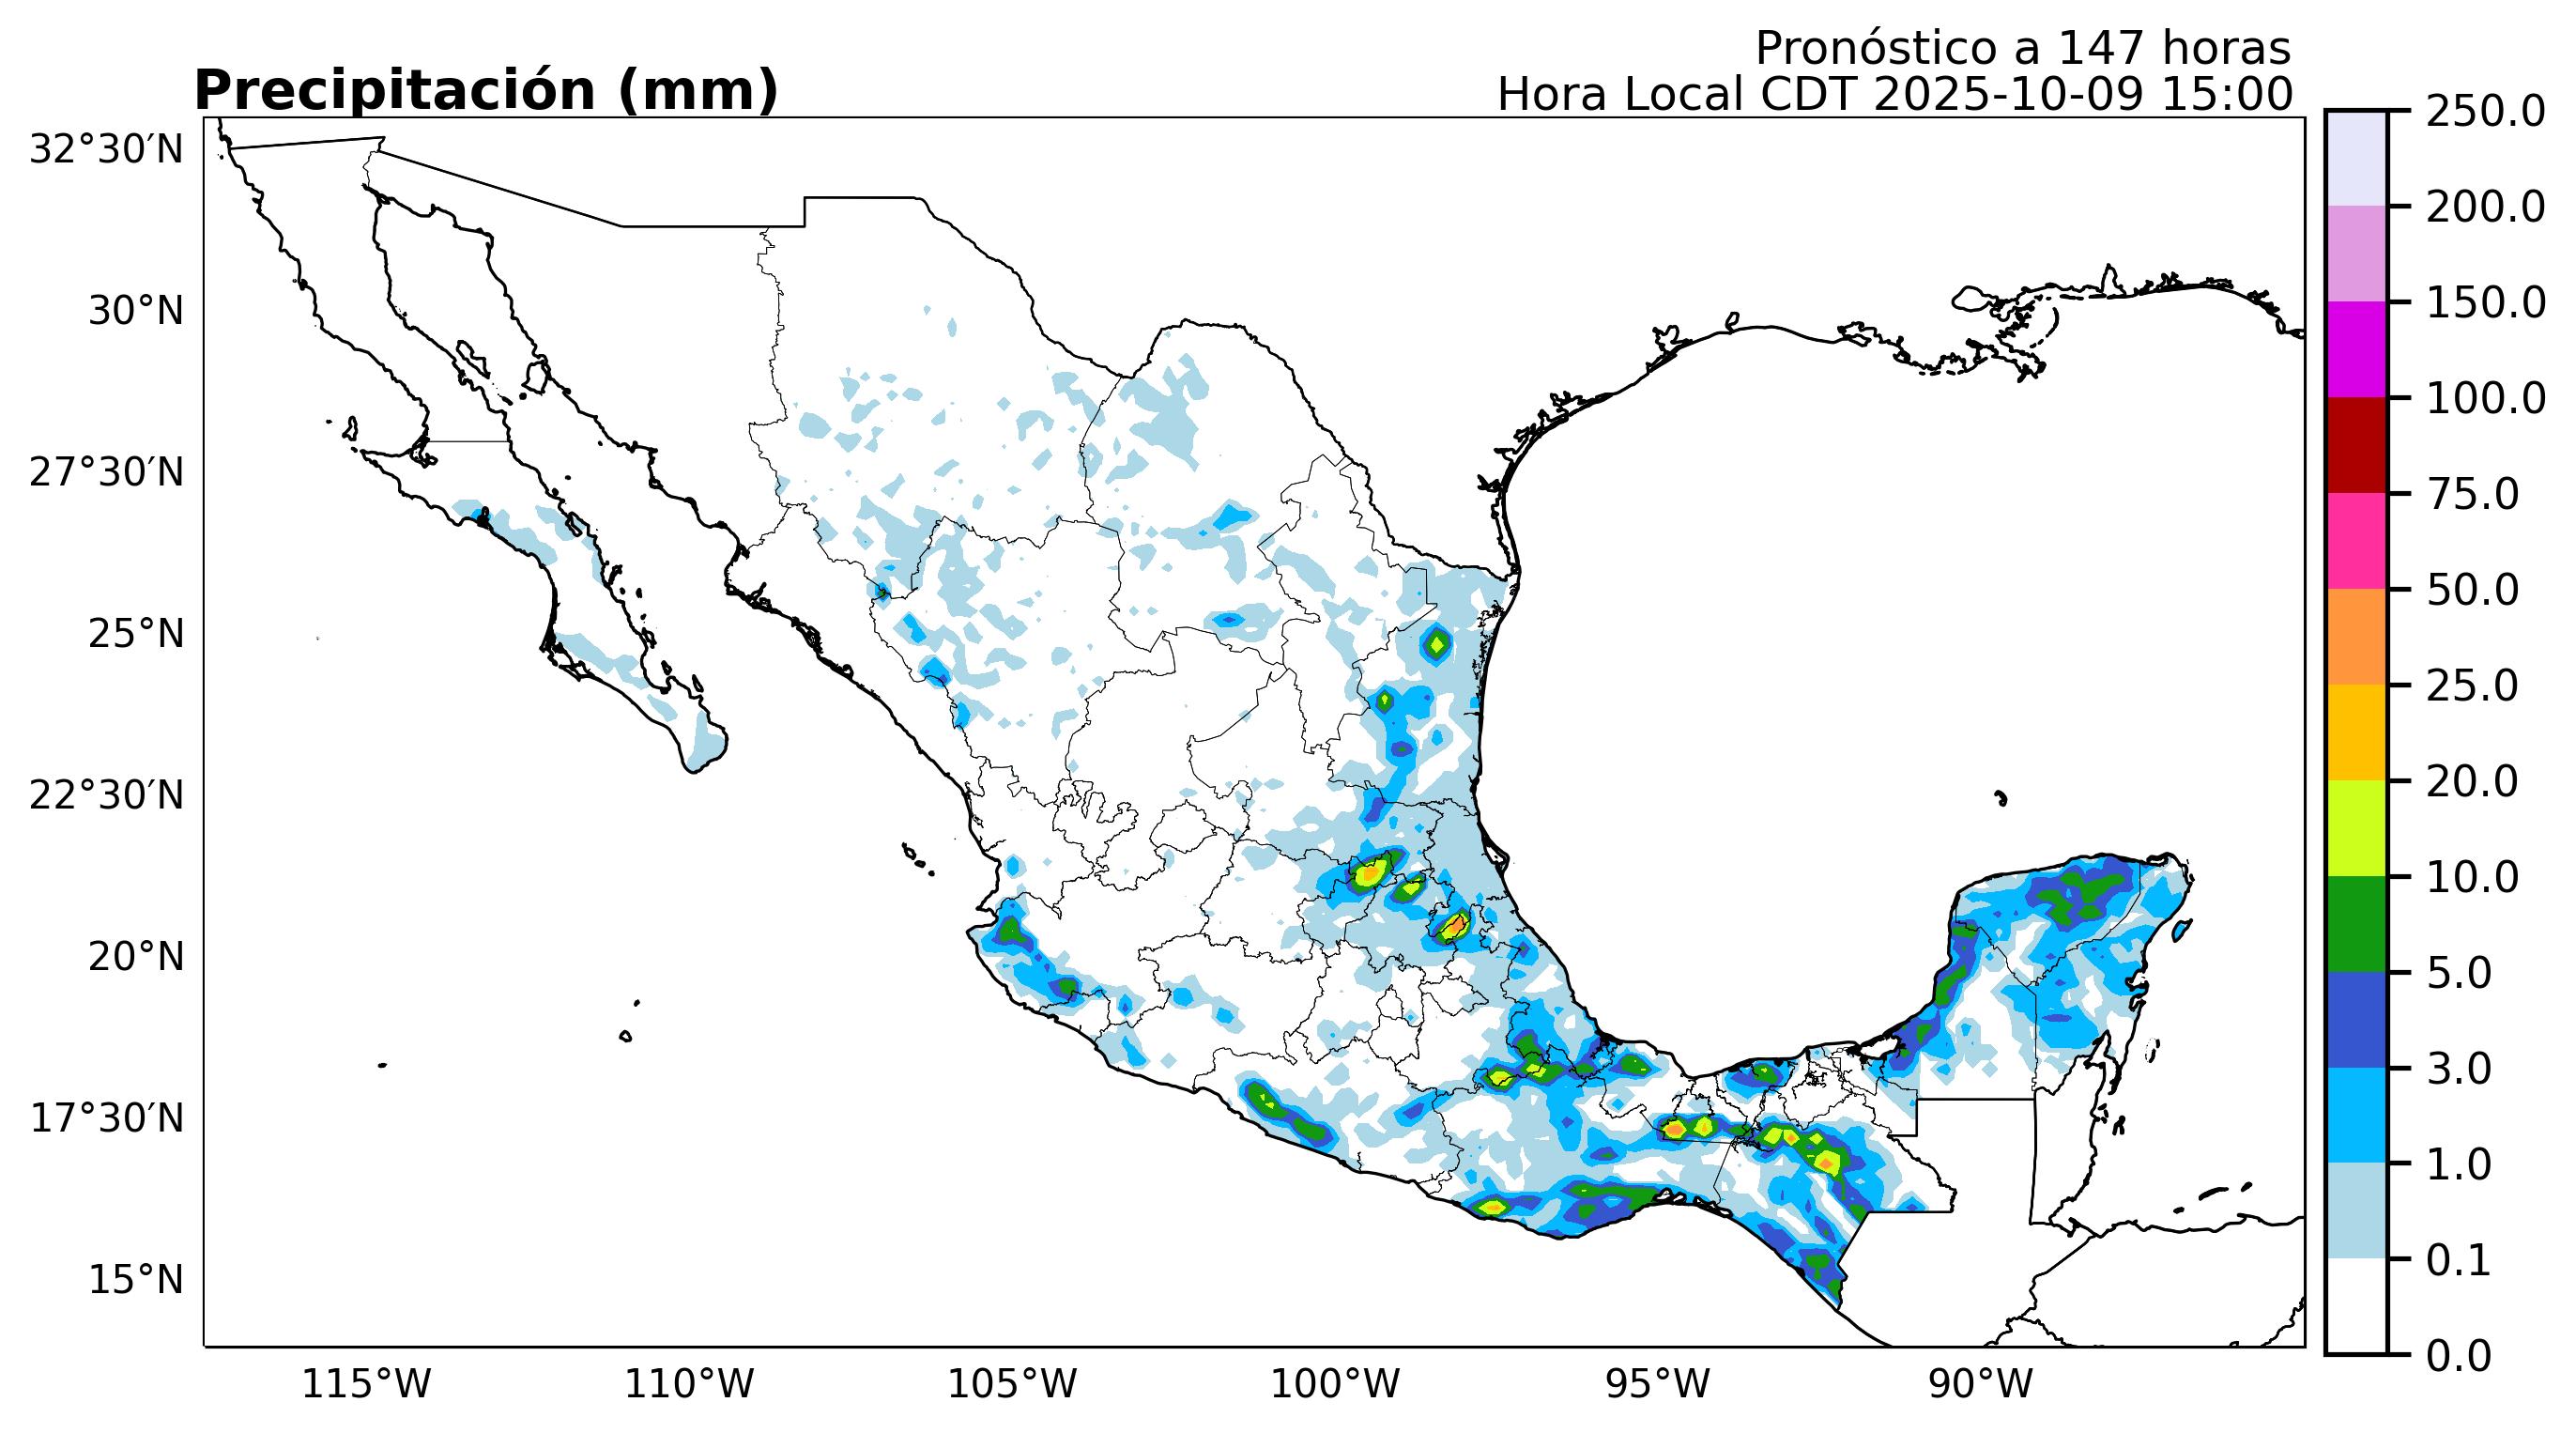 Pronóstico a 147 horas
Precipitación (mm)
Hora Local CDT 2025-10-09 15:00
32°30′N
30°N
27°30′N
25°N
22°30′N
20°N
17°30′N
15°N
115°W
110°W
105°W
100°W
95°W
90°W
250.0
200.0
150.0
100.0
75.0
50.0
25.0
20.0
10.0
5.0
3.0
1.0
0.1
0.0